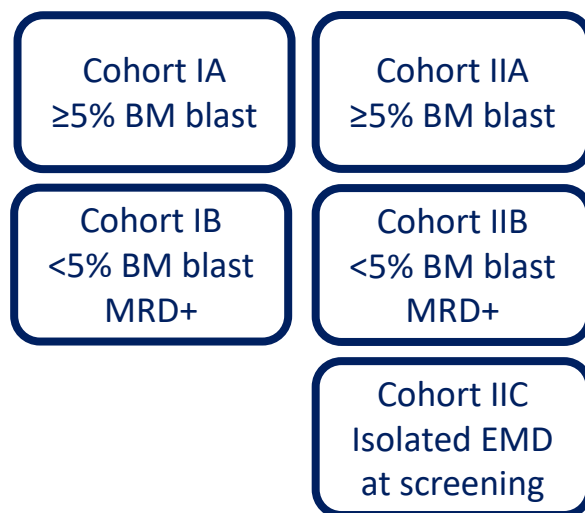 Cohort IA
≥5% BM blast
Cohort IIA
≥5% BM blast
Cohort IB
<5% BM blast
MRD+
Cohort IIB
<5% BM blast
MRD+
Cohort IIC
Isolated EMD
at screening